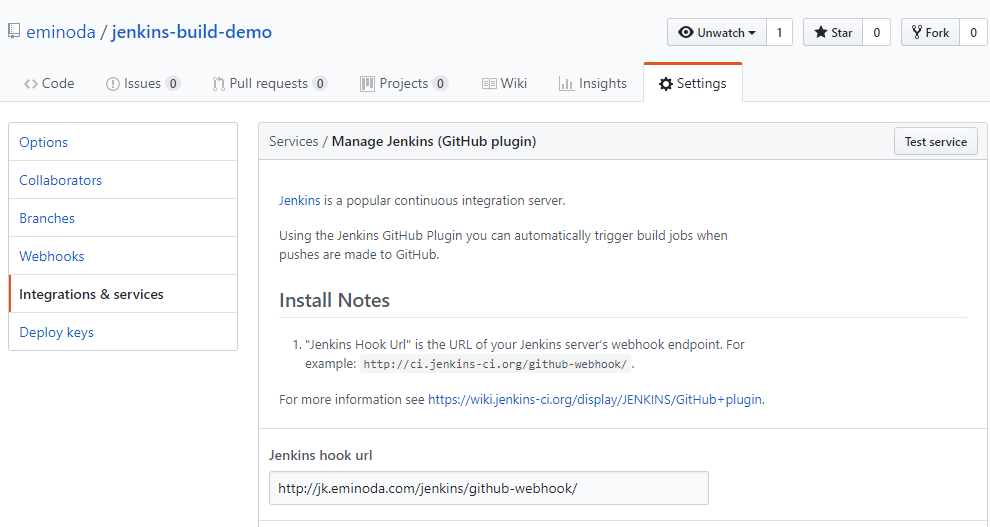 eminoda / jenkins-build-demo
Unwatch 1 Star 0 Fork 0
Code Issues 0 Pull requests 0 Projects 0 Wiki Insights Settings
Options
Collaborators
Branches
Webhooks
Integrations & services
Deploy keys
Services / Manage Jenkins (GitHub plugin) Test service
Jenkins is a popular continuous integration server.
Using the Jenkins GitHub Plugin you can automatically trigger build jobs when
pushes are made to GitHub.
Install Notes
1. "Jenkins Hook Url" is the URL of your Jenkins server's webhook endpoint. For
example: http://ci.jenkins-ci.org/github-webhook/ .
For more information see https://wiki.jenkins-ci.org/display/JENKINS/GitHub+plugin.
Jenkins hook url
http://jk.eminoda.com/jenkins/github-webhook/